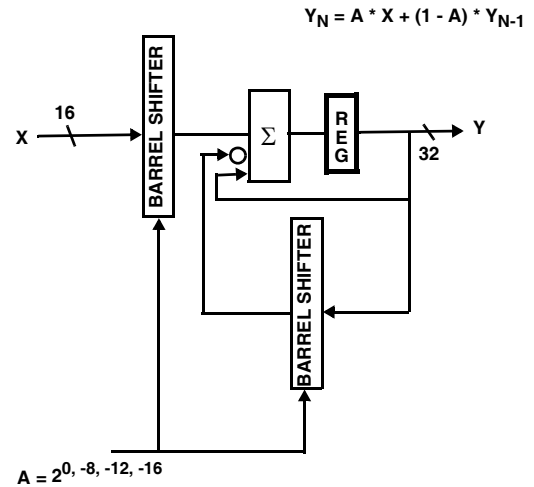 Y_N = A * X + (1 - A) * Y_N-1
BARREL SHIFTER
16
X
Σ
REG
Y
32
BARREL SHIFTER
A = 2^0, -8, -12, -16